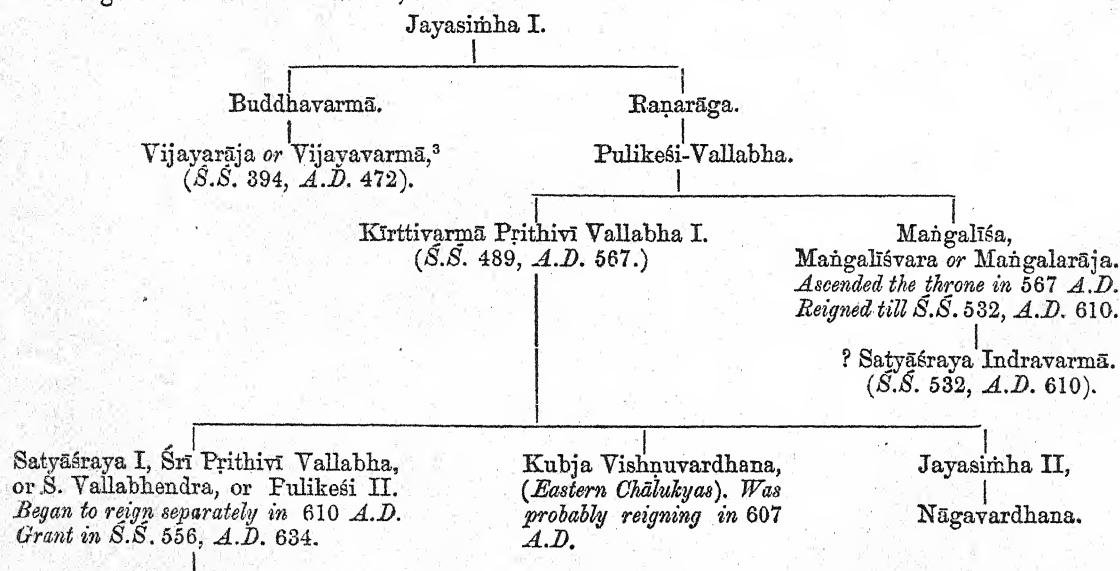 Jayasiṁha I.
Buddhavarmā.
Raṇarāga.
Vijayarāja or Vijayavarmā,³
(Ś.Ś. 394, A.D. 472).
Pulikeśi-Vallabha.
Kīrttivarmā Pṛithivī Vallabha I.
(Ś.Ś. 489, A.D. 567.)
Maṅgalīśa,
Maṅgalīśvara or Maṅgalarāja.
Ascended the throne in 567 A.D.
Reigned till Ś.Ś. 532, A.D. 610.
? Satyāśraya Indravarmā.
(Ś.Ś. 532, A.D. 610).
Satyāśraya I, Śrī Pṛithivī Vallabha,
or S. Vallabhendra, or Pulikeśi II.
Began to reign separately in 610 A.D.
Grant in Ś.Ś. 556, A.D. 634.
Kubja Vishṇuvardhana,
(Eastern Chālukyas). Was
probably reigning in 607
A.D.
Jayasiṁha II,
Nāgavardhana.